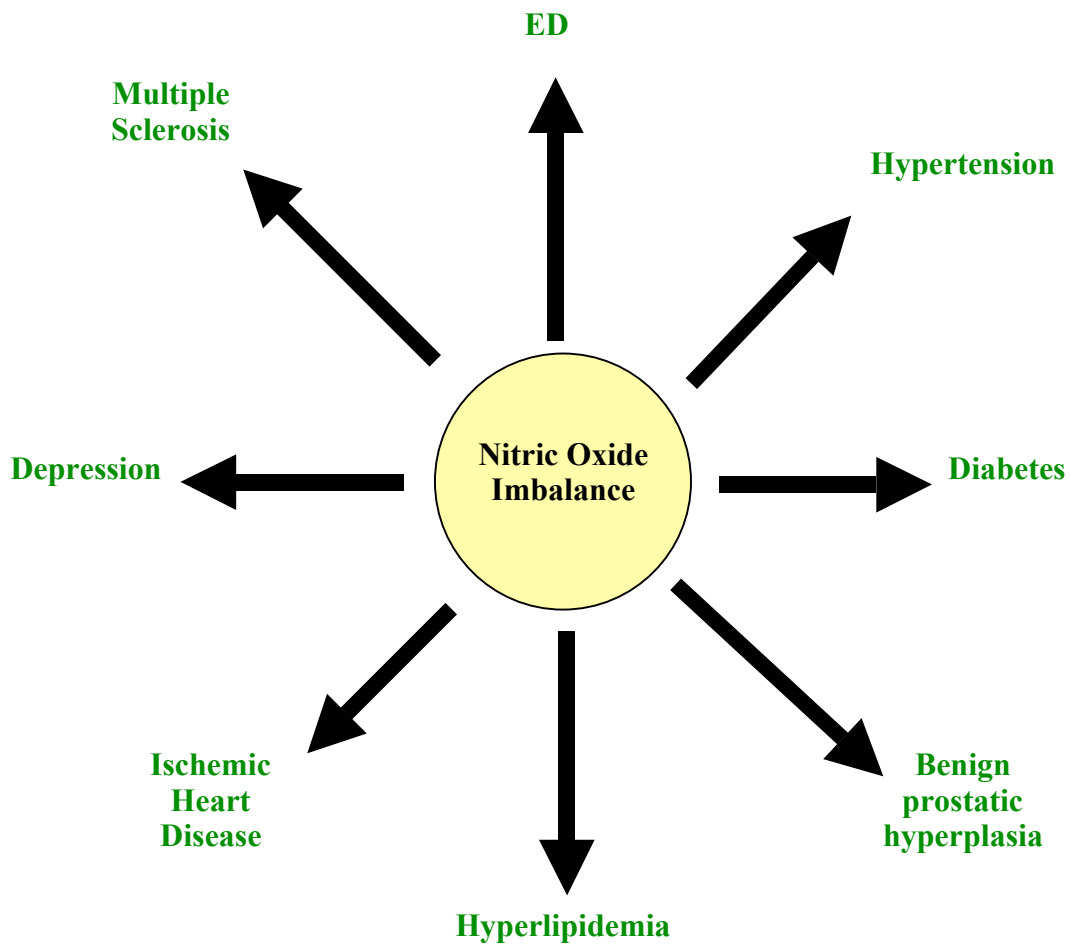 ED
Multiple
Sclerosis
Hypertension
Nitric Oxide
Imbalance
Depression
Diabetes
Ischemic
Heart
Disease
Benign
prostatic
hyperplasia
Hyperlipidemia